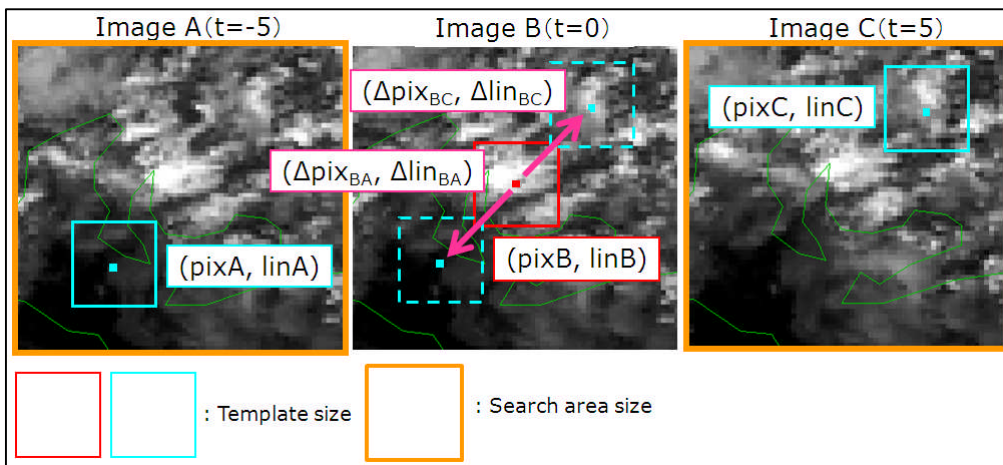 Image A(t=-5)
Image B(t=0)
Image C(t=5)
(Δpix_BC, Δlin_BC)
(pixC, linC)
(Δpix_BA, Δlin_BA)
(pixA, linA)
(pixB, linB)
: Template size
: Search area size